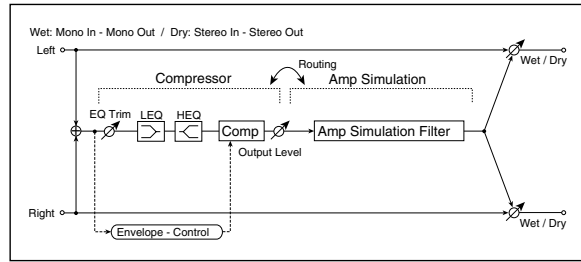 Wet: Mono In - Mono Out / Dry: Stereo In - Stereo Out
Left
Wet / Dry
Routing
Compressor
Amp Simulation
EQ Trim
LEQ
HEQ
Comp
Amp Simulation Filter
Output Level
Right
Wet / Dry
Envelope - Control